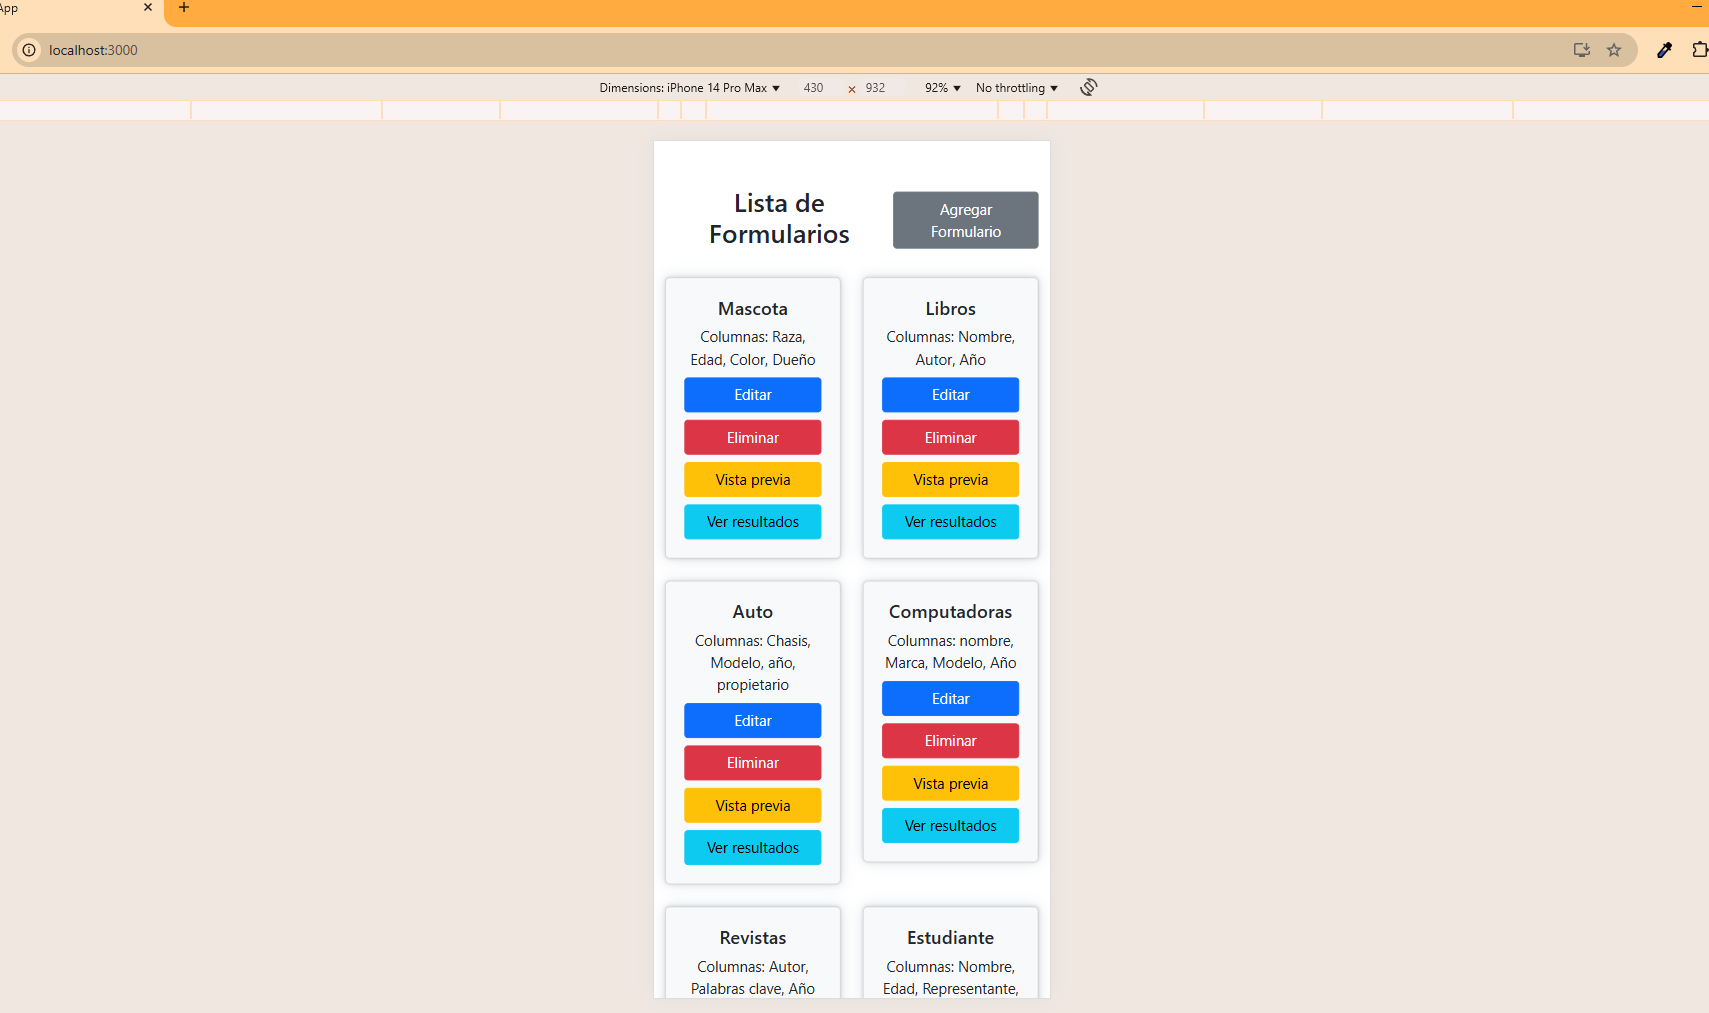 App
localhost:3000
Dimensions: iPhone 14 Pro Max ▼ 430 × 932 92% ▼ No throttling ▼
Lista de
Formularios
Agregar
Formulario
Mascota
Columnas: Raza,
Edad, Color, Dueño
Editar
Eliminar
Vista previa
Ver resultados
Libros
Columnas: Nombre,
Autor, Año
Editar
Eliminar
Vista previa
Ver resultados
Auto
Columnas: Chasis,
Modelo, año,
propietario
Editar
Eliminar
Vista previa
Ver resultados
Computadoras
Columnas: nombre,
Marca, Modelo, Año
Editar
Eliminar
Vista previa
Ver resultados
Revistas
Columnas: Autor,
Palabras clave, Año
Estudiante
Columnas: Nombre,
Edad, Representante,